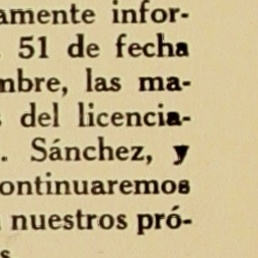 amente infor-
51 de fecha
mbre, las ma-
del licencia-
. Sánchez, y
ontinuaremos
nuestros pró-
s